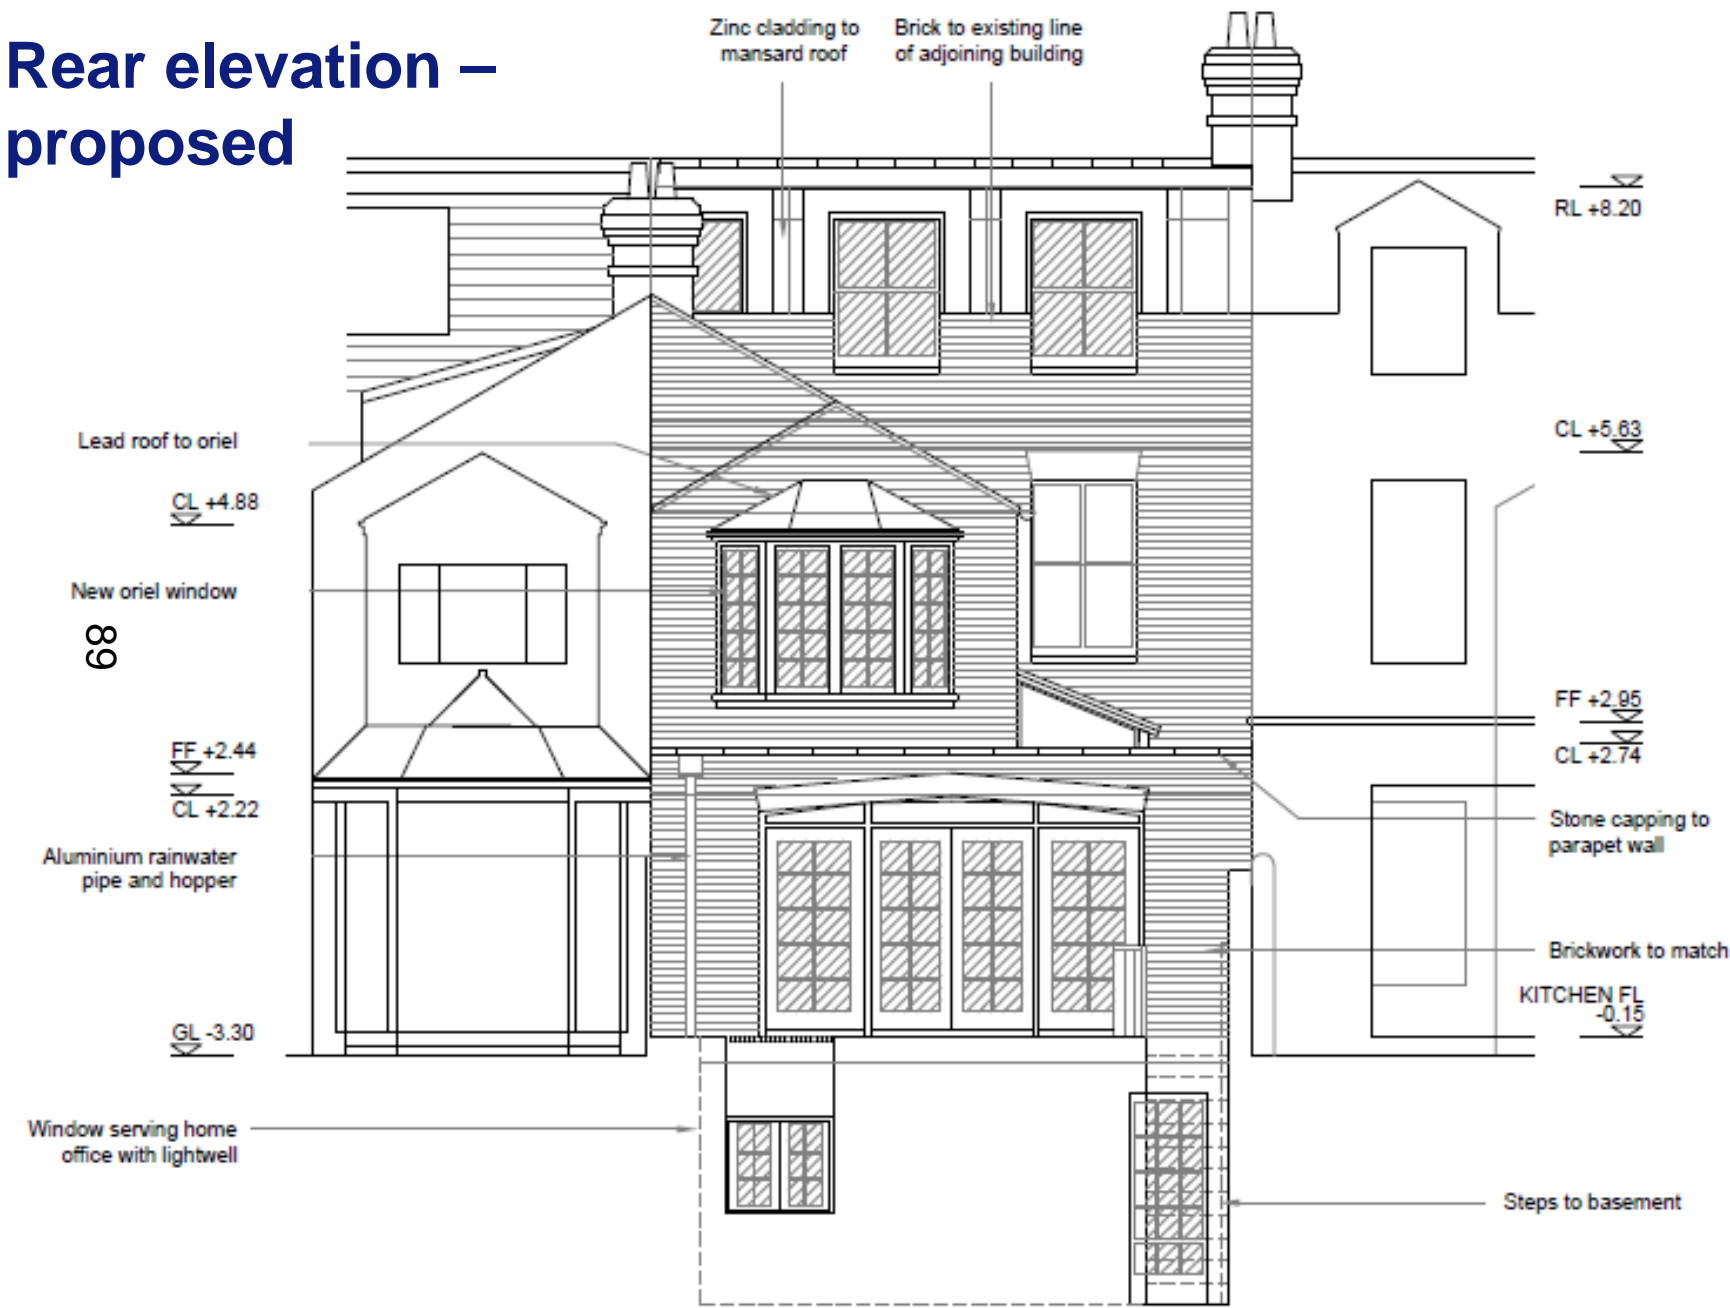 Rear elevation –
proposed
Zinc cladding to
mansard roof
Brick to existing line
of adjoining building
RL +8.20
CL +5.63
Lead roof to oriel
CL +4.88
New oriel window
89
FF +2.95
CL +2.74
FF +2.44
CL +2.22
Stone capping to
parapet wall
Aluminium rainwater
pipe and hopper
Brickwork to match
KITCHEN FL
-0.15
GL -3.30
Window serving home
office with lightwell
Steps to basement